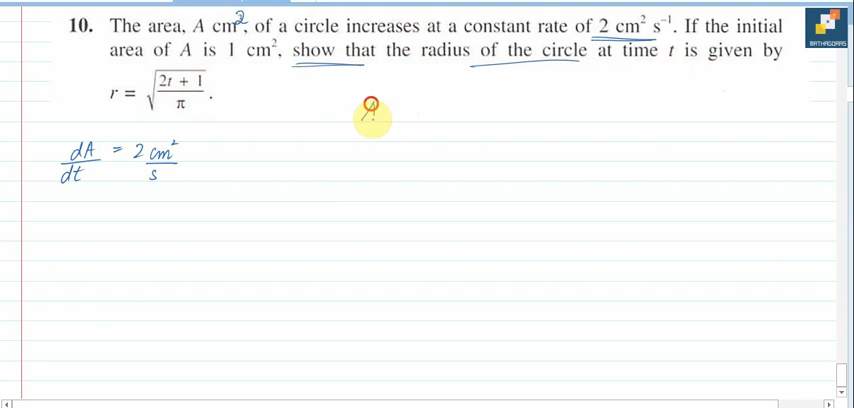 10. The area, A cm², of a circle increases at a constant rate of 2 cm² s⁻¹. If the initial
area of A is 1 cm², show that the radius of the circle at time t is given by
r = √((2t + 1)/π).
dA/dt = 2 cm²/s
MATHAGORAS